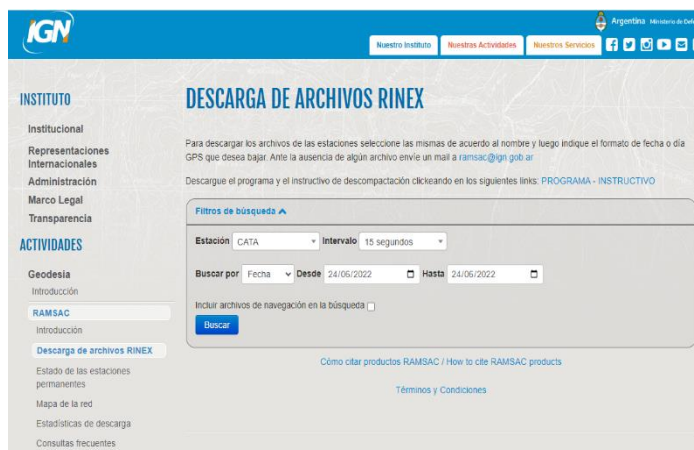 IGN
Argentina Ministerio de Defe
Nuestro Instituto Nuestras Actividades Nuestros Servicios
INSTITUTO
Institucional
Representaciones
Internacionales
Administración
Marco Legal
Transparencia
ACTIVIDADES
Geodesia
Introducción
RAMSAC
Introducción
Descarga de archivos RINEX
Estado de las estaciones
permanentes
Mapa de la red
Estadísticas de descarga
Consultas frecuentes
DESCARGA DE ARCHIVOS RINEX
Para descargar los archivos de las estaciones seleccione las mismas de acuerdo al nombre y luego indique el formato de fecha o día
GPS que desea bajar. Ante la ausencia de algún archivo envíe un mail a ramsac@ign.gob.ar
Descargue el programa y el instructivo de descompactación clickeando en los siguientes links: PROGRAMA - INSTRUCTIVO
Filtros de búsqueda
Estación CATA Intervalo 15 segundos
Buscar por Fecha Desde 24/06/2022 Hasta 24/06/2022
Incluir archivos de navegación en la búsqueda
Buscar
Cómo citar productos RAMSAC / How to cite RAMSAC products
Términos y Condiciones